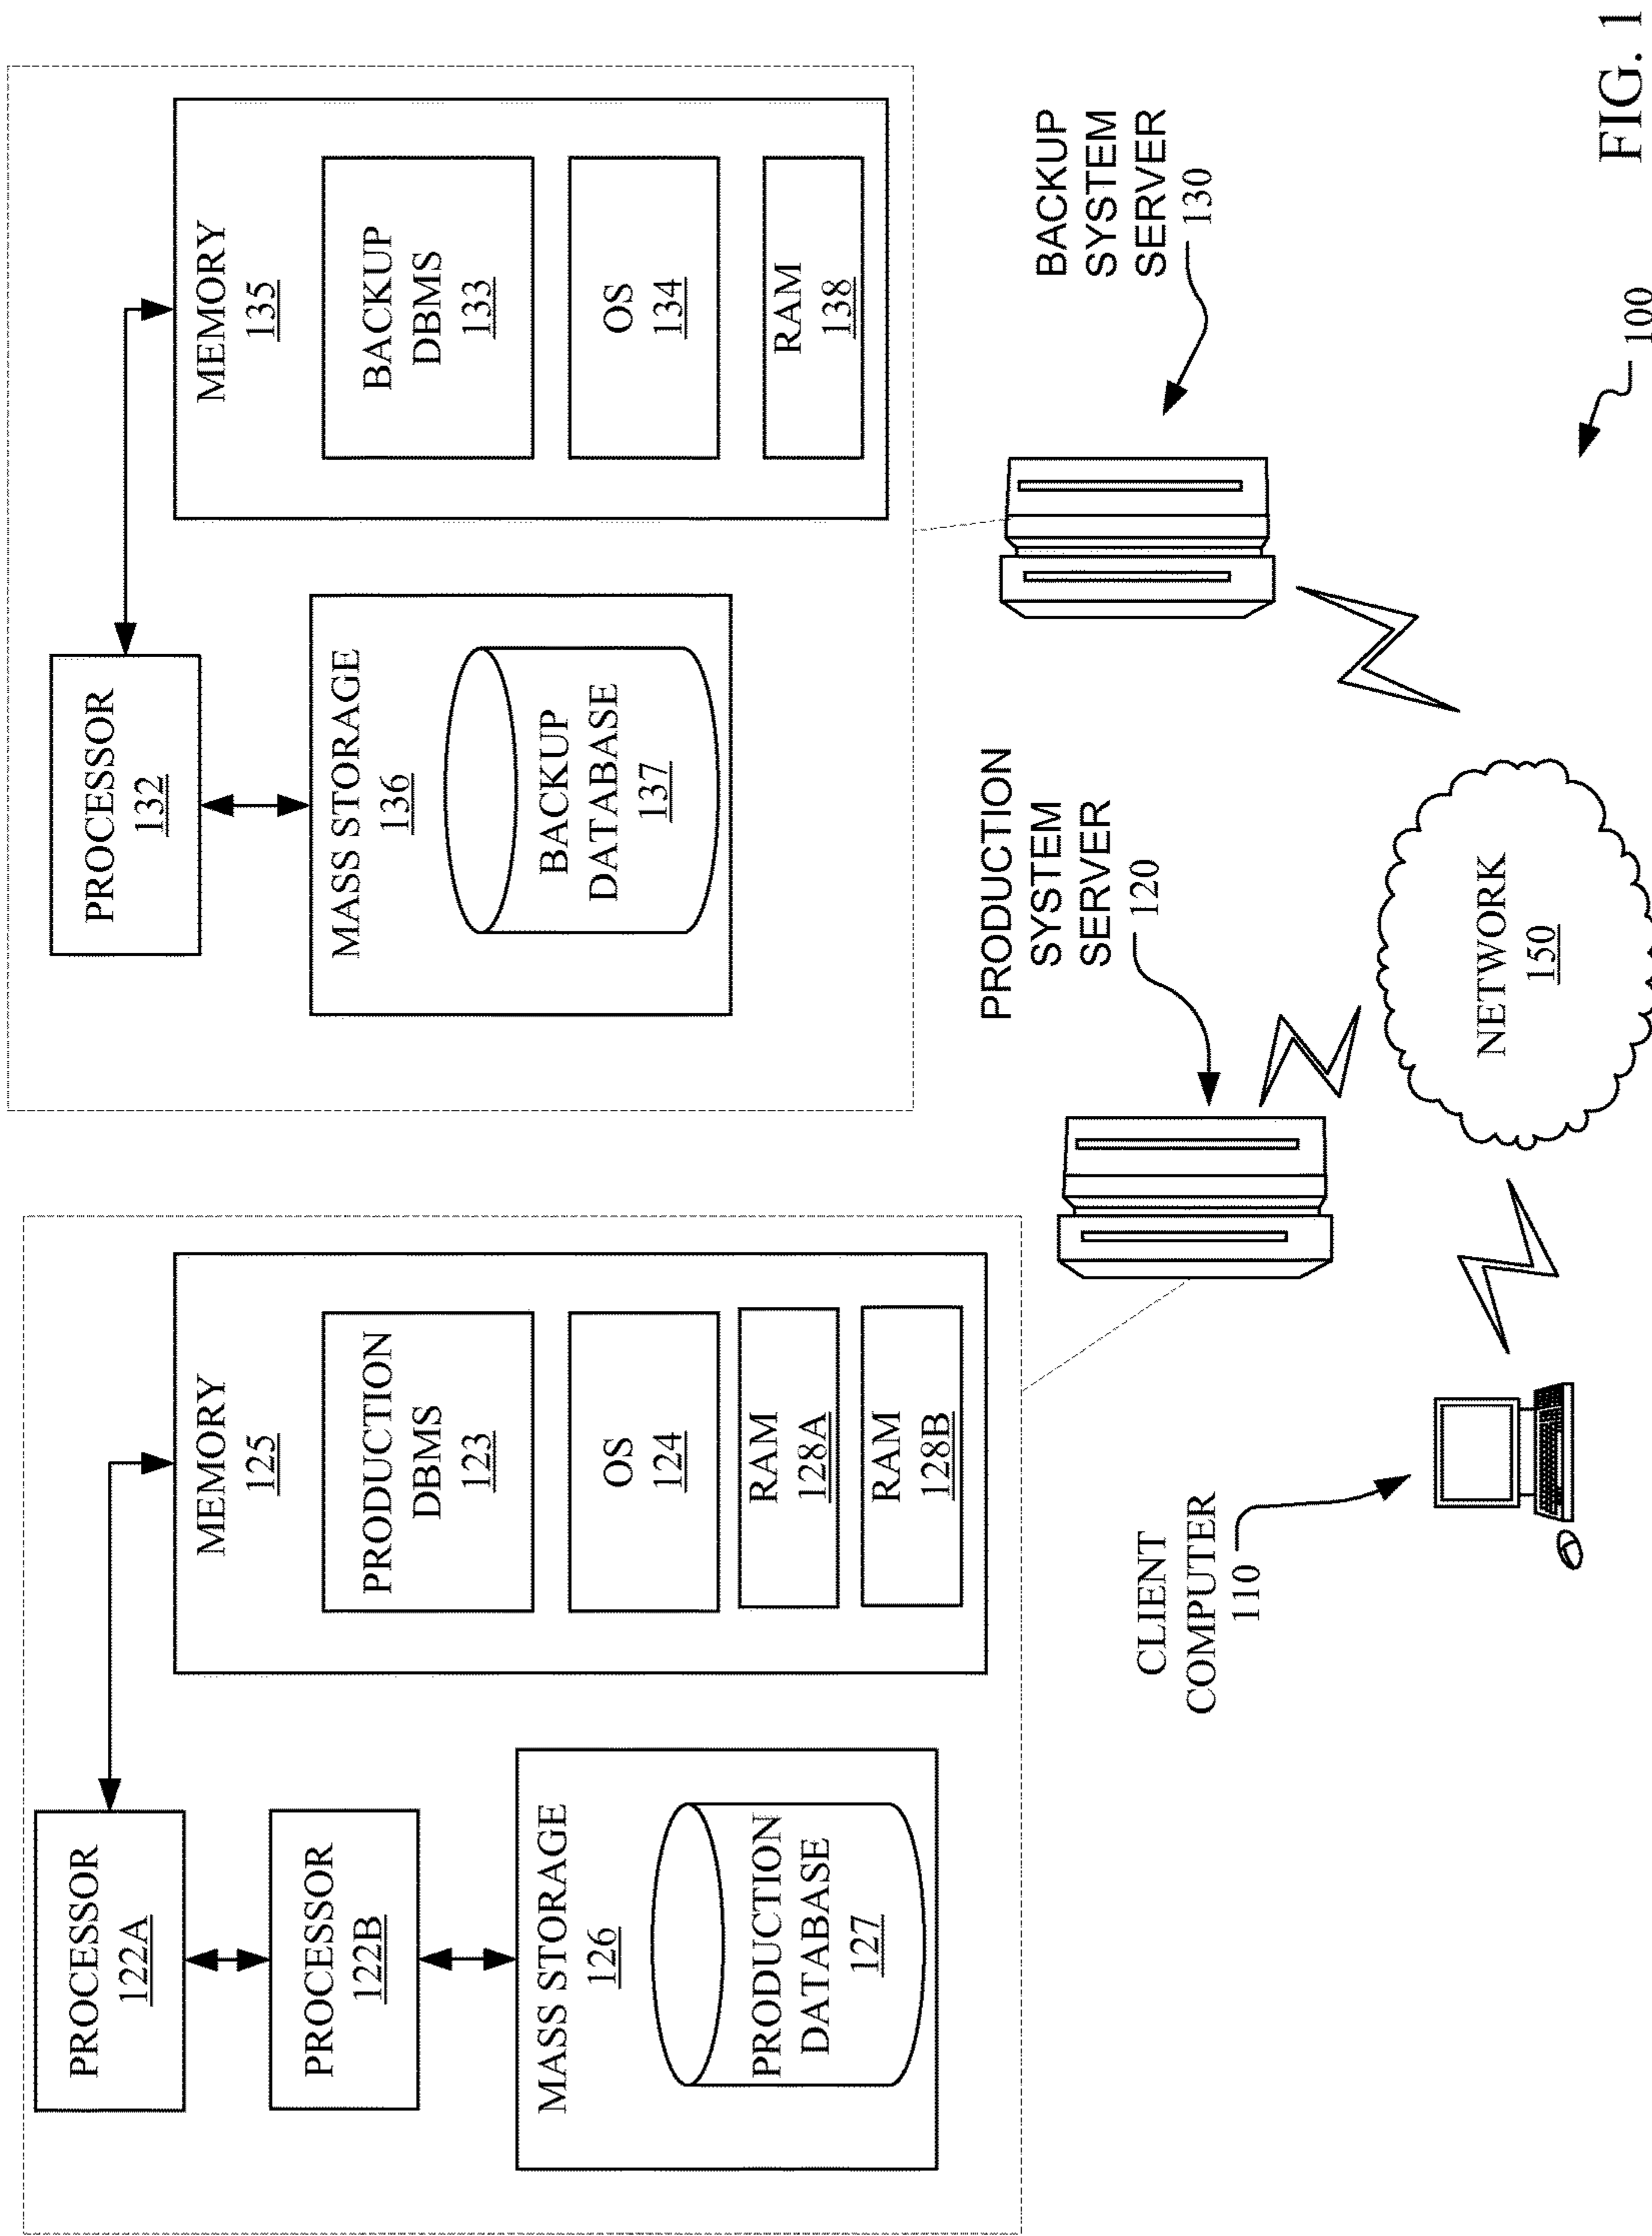 PROCESSOR
122A
PROCESSOR
122B
MASS STORAGE
126
PRODUCTION
DATABASE
127
MEMORY
125
PRODUCTION
DBMS
123
OS
124
RAM
128A
RAM
128B
PROCESSOR
132
MASS STORAGE
136
BACKUP
DATABASE
137
MEMORY
135
BACKUP
DBMS
133
OS
134
RAM
138
CLIENT
COMPUTER
110
PRODUCTION
SYSTEM
SERVER
120
BACKUP
SYSTEM
SERVER
130
NETWORK
150
100
FIG. 1